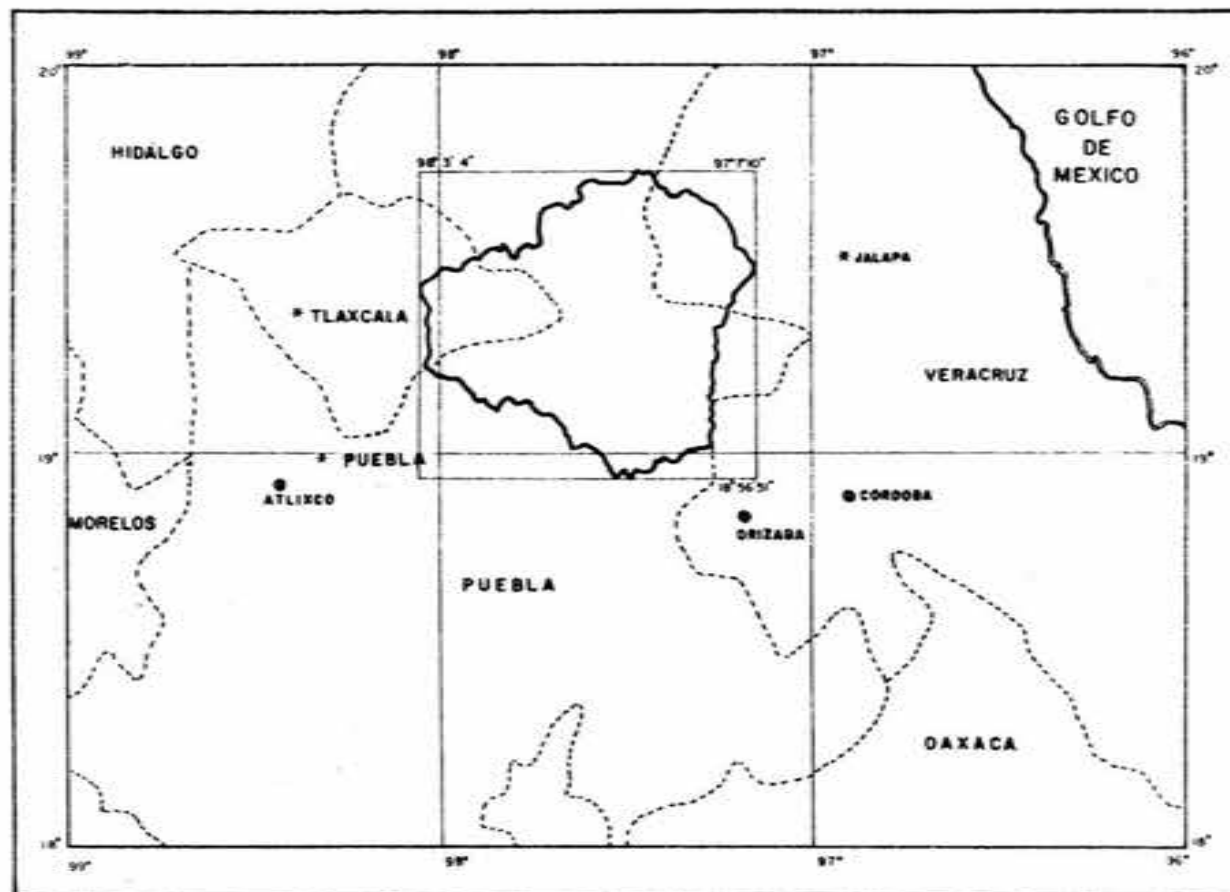 99°
98°
97°
96°
20°
20°
GOLFO
DE
MEXICO
HIDALGO
98° 3' 4"
97°7'10"
* JALAPA
* TLAXCALA
VERACRUZ
19°
19°
* PUEBLA
ATLIXCO
18°56'51"
CORDOBA
MORELOS
ORIZABA
PUEBLA
OAXACA
18°
18°
99°
98°
97°
96°